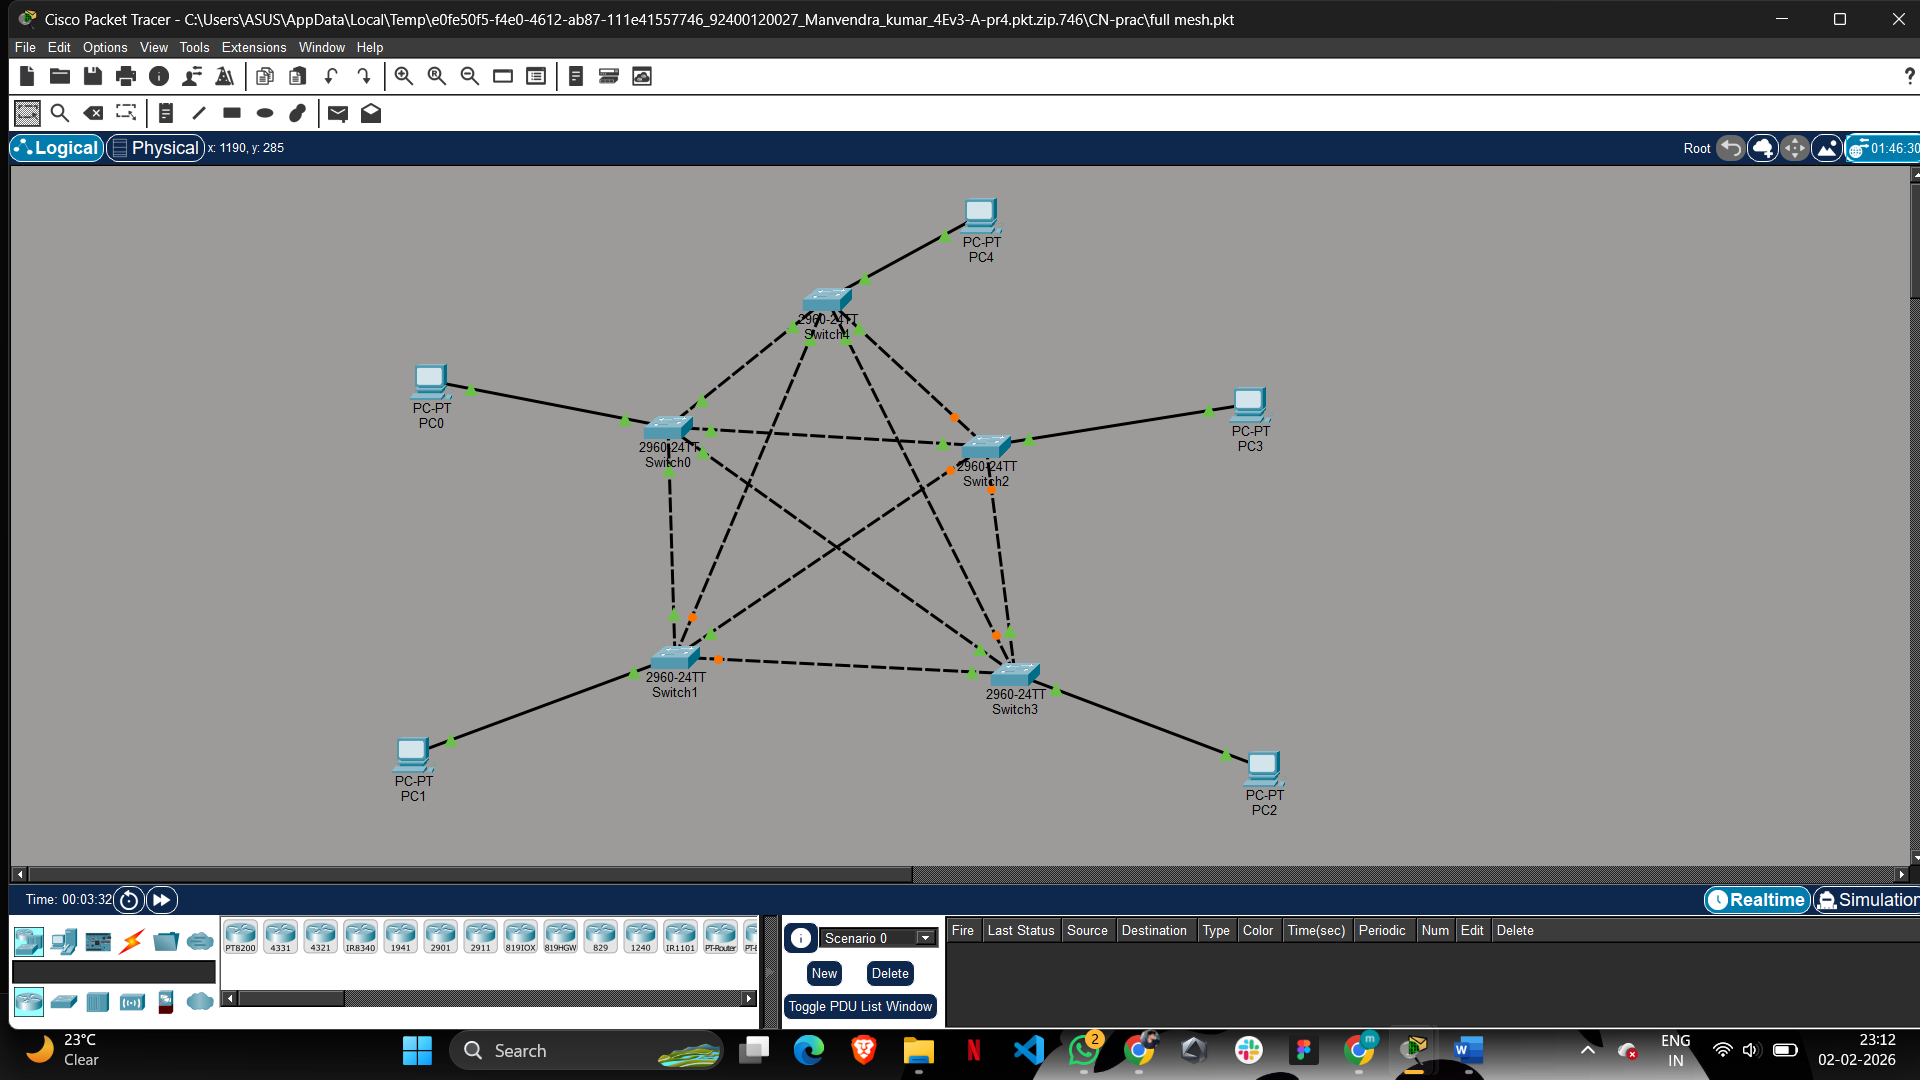 Cisco Packet Tracer - C:\Users\ASUS\AppData\Local\Temp\e0fe50f5-f4e0-4612-ab87-111e41557746_92400120027_Manvendra_kumar_4Ev3-A-pr4.pkt.zip.746\CN-prac\full mesh.pkt
File Edit Options View Tools Extensions Window Help
?
Logical Physical x: 1190, y: 285 Root 01:46:30
PC-PT
PC4
2960-24TT
Switch4
PC-PT
PC0
PC-PT
PC3
2960-24TT
Switch0
2960-24TT
Switch2
2960-24TT
Switch1
2960-24TT
Switch3
PC-PT
PC1
PC-PT
PC2
Time: 00:03:32 Realtime Simulation
PT8200 4331 4321 IR8340 1941 2901 2911 819IOX 819HGW 829 1240 IR1101 PT-Router
Scenario 0
New Delete
Toggle PDU List Window
Fire Last Status Source Destination Type Color Time(sec) Periodic Num Edit Delete
23°C
Clear
Search
2
m
ENG
IN
23:12
02-02-2026